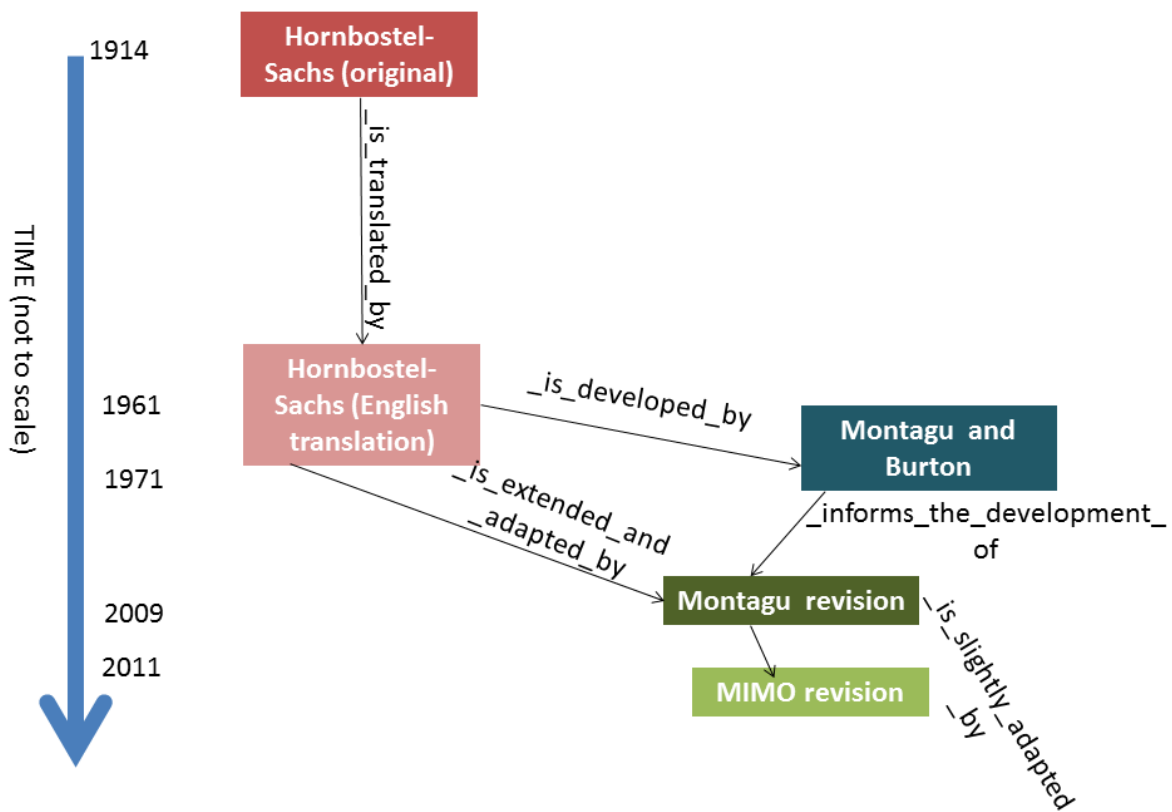 1914
Hornbostel-
Sachs (original)
_is_translated_by
TIME (not to scale)
Hornbostel-
Sachs (English
translation)
1961
_is_developed_by
Montagu and
Burton
1971
_is_extended_and
_adapted_by
_informs_the_development_
of
Montagu revision
2009
_is_slightly_adapted
_by
2011
MIMO revision